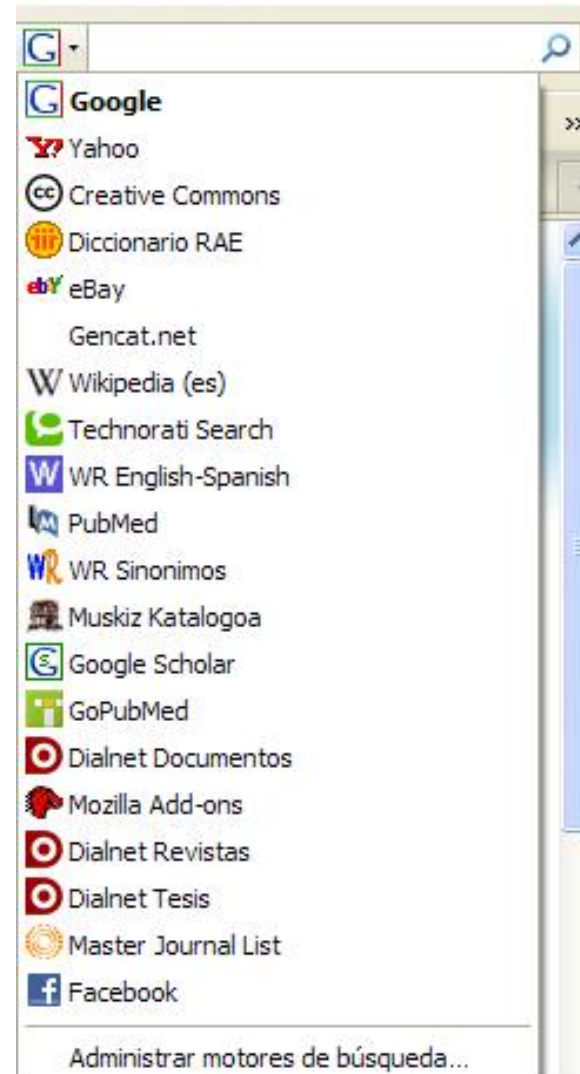 Google
Yahoo
Creative Commons
Diccionario RAE
eBay
Gencat.net
Wikipedia (es)
Technorati Search
WR English-Spanish
PubMed
WR Sinonimos
Muskiz Katalogoa
Google Scholar
GoPubMed
Dialnet Documentos
Mozilla Add-ons
Dialnet Revistas
Dialnet Tesis
Master Journal List
Facebook
Administrar motores de búsqueda...